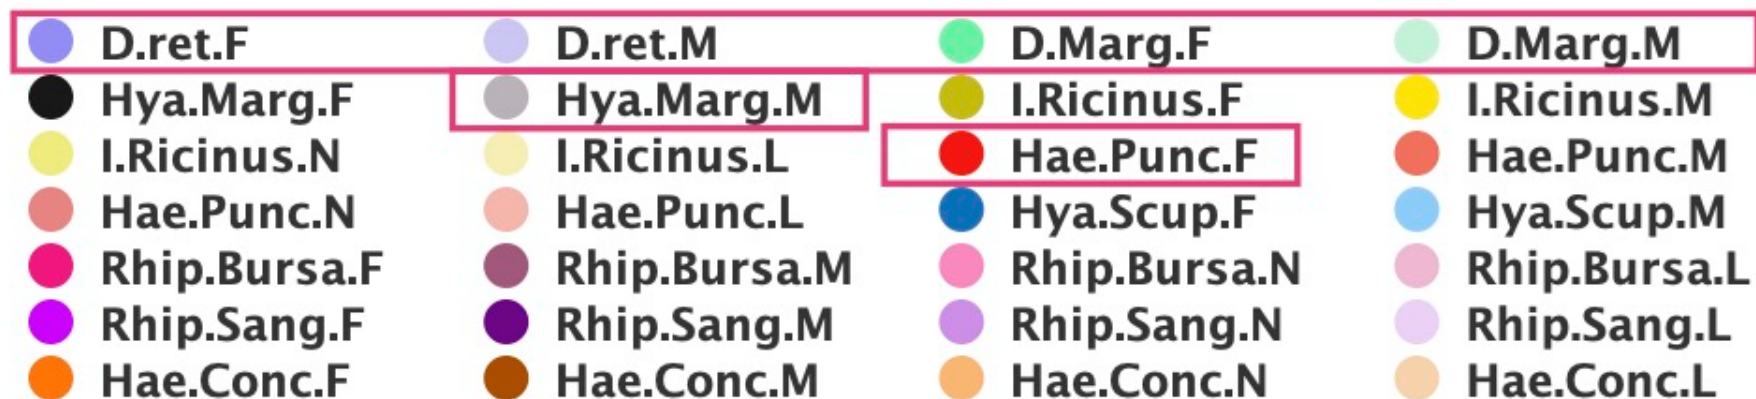 D.ret.F D.ret.M D.Marg.F D.Marg.M
Hya.Marg.F Hya.Marg.M I.Ricinus.F I.Ricinus.M
I.Ricinus.N I.Ricinus.L Hae.Punc.F Hae.Punc.M
Hae.Punc.N Hae.Punc.L Hya.Scup.F Hya.Scup.M
Rhip.Bursa.F Rhip.Bursa.M Rhip.Bursa.N Rhip.Bursa.L
Rhip.Sang.F Rhip.Sang.M Rhip.Sang.N Rhip.Sang.L
Hae.Conc.F Hae.Conc.M Hae.Conc.N Hae.Conc.L